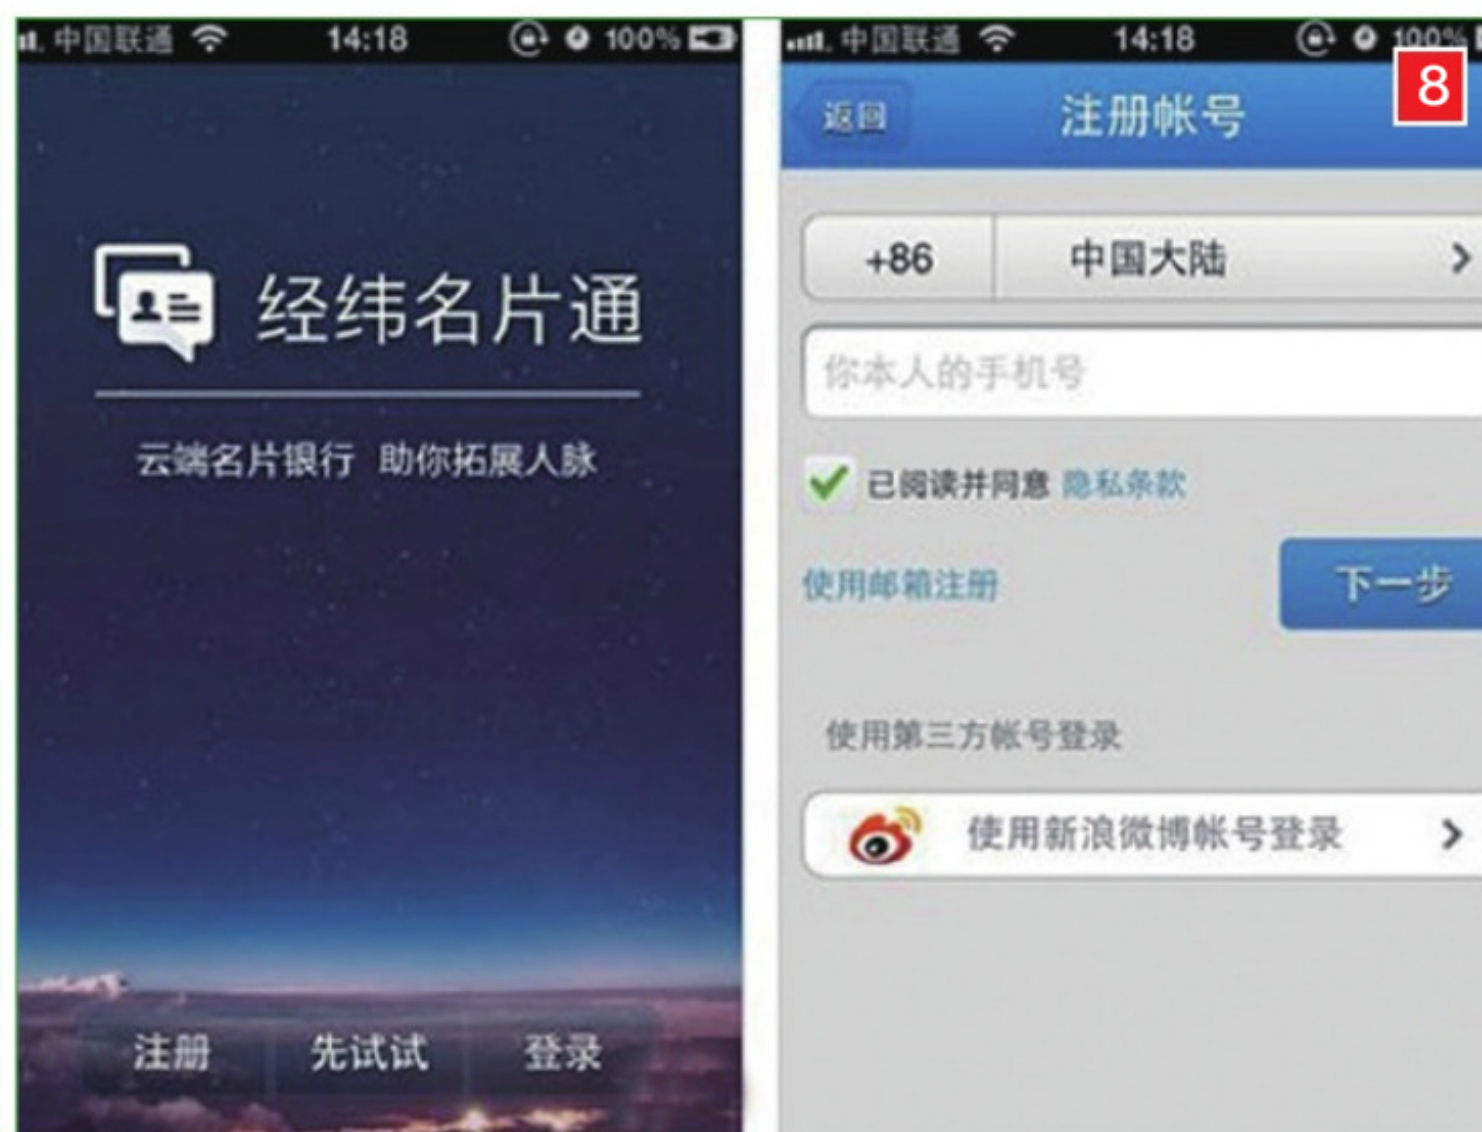 中国联通 14:18 100%
经纬名片通
云端名片银行 助你拓展人脉
注册 先试试 登录
中国联通 14:18 100%
8
返回 注册帐号
+86 中国大陆
你本人的手机号
已阅读并同意 隐私条款
使用邮箱注册 下一步
使用第三方帐号登录
使用新浪微博帐号登录